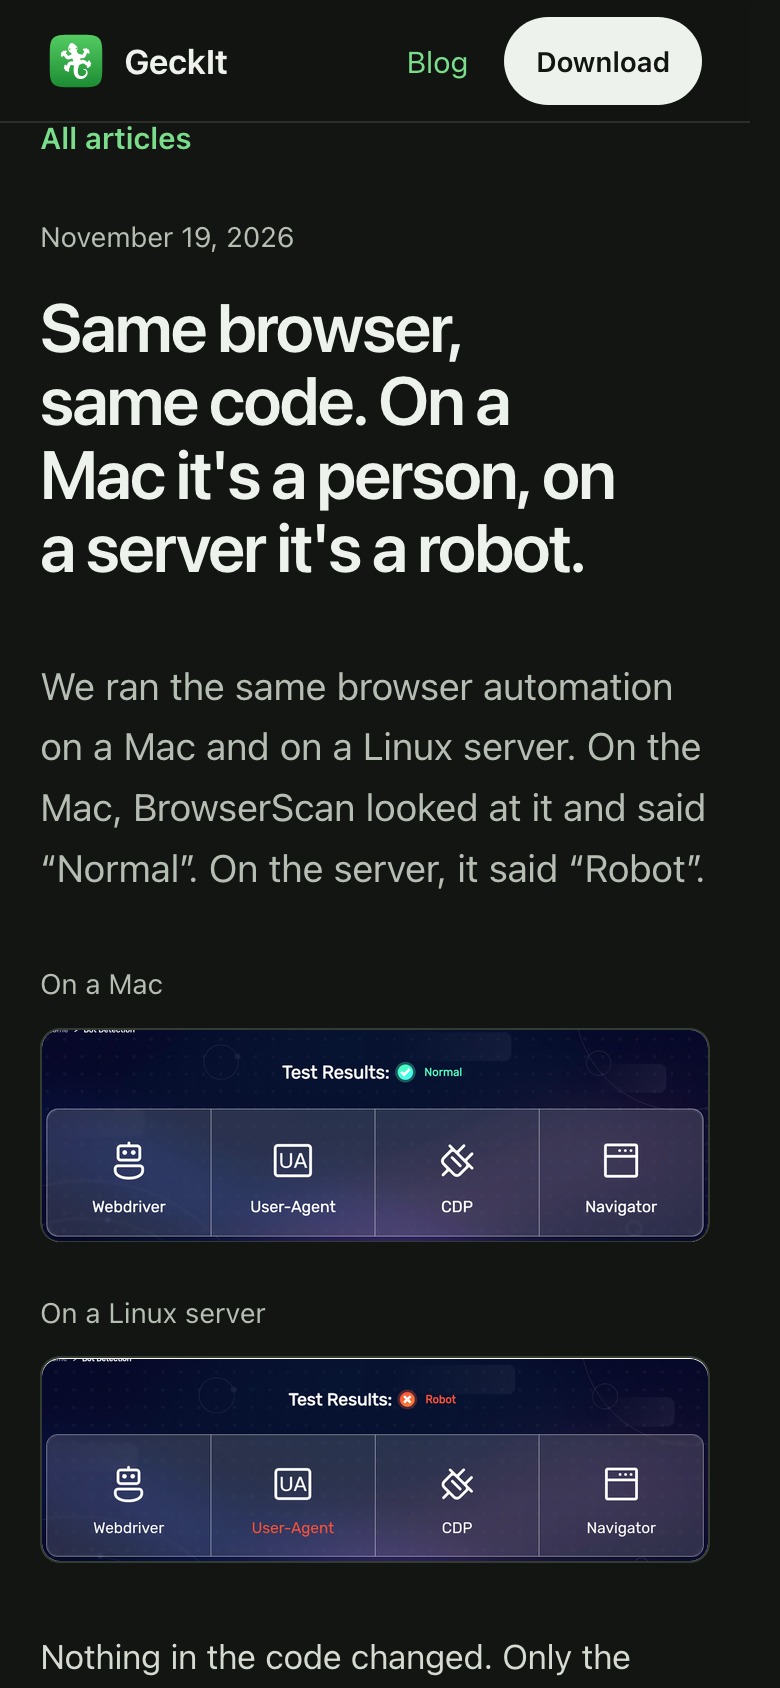 GeckIt
Blog
Download
All articles
November 19, 2026
Same browser,
same code. On a
Mac it's a person, on
a server it's a robot.
We ran the same browser automation
on a Mac and on a Linux server. On the
Mac, BrowserScan looked at it and said
“Normal”. On the server, it said “Robot”.
On a Mac
Bot Detection
Test Results: Normal
UA
Webdriver
User-Agent
CDP
Navigator
On a Linux server
Bot Detection
Test Results: Robot
UA
Webdriver
User-Agent
CDP
Navigator
Nothing in the code changed. Only the